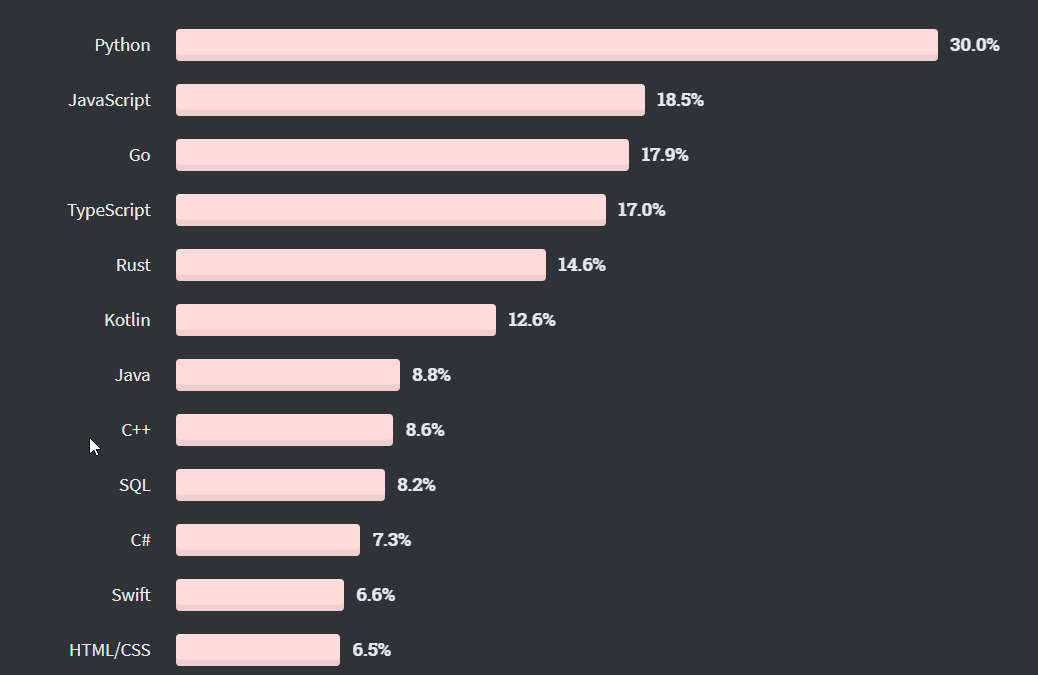 Python 30.0%
JavaScript 18.5%
Go 17.9%
TypeScript 17.0%
Rust 14.6%
Kotlin 12.6%
Java 8.8%
C++ 8.6%
SQL 8.2%
C# 7.3%
Swift 6.6%
HTML/CSS 6.5%